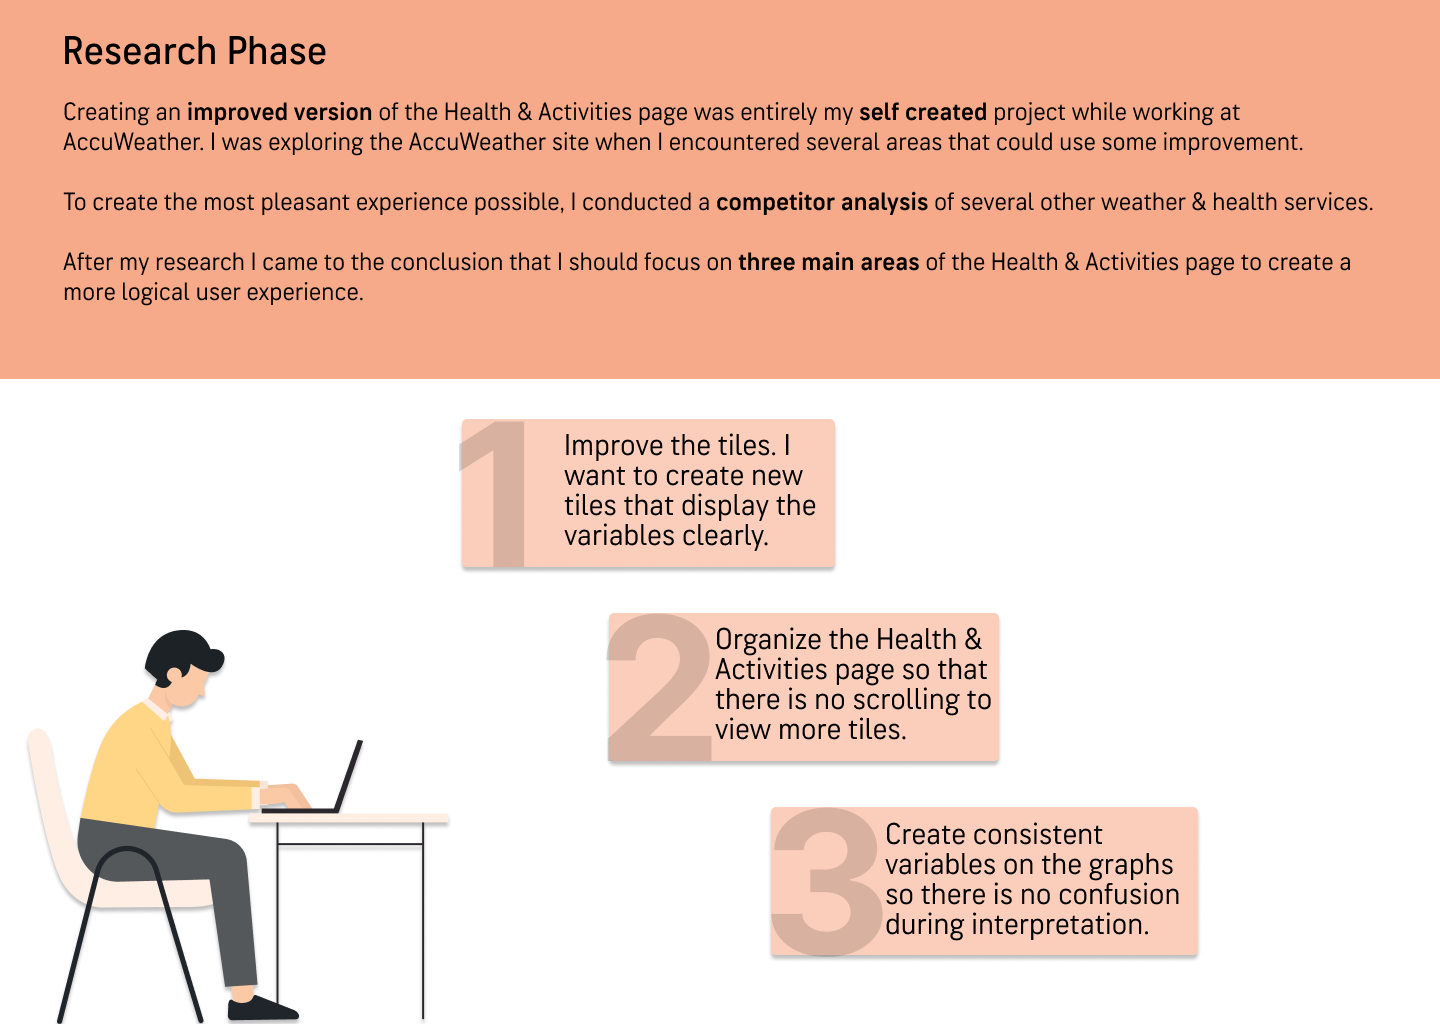 Research Phase
Creating an improved version of the Health & Activities page was entirely my self created project while working at
AccuWeather. I was exploring the AccuWeather site when I encountered several areas that could use some improvement.
To create the most pleasant experience possible, I conducted a competitor analysis of several other weather & health services.
After my research I came to the conclusion that I should focus on three main areas of the Health & Activities page to create a
more logical user experience.
1
Improve the tiles. I
want to create new
tiles that display the
variables clearly.
2
Organize the Health &
Activities page so that
there is no scrolling to
view more tiles.
3
Create consistent
variables on the graphs
so there is no confusion
during interpretation.